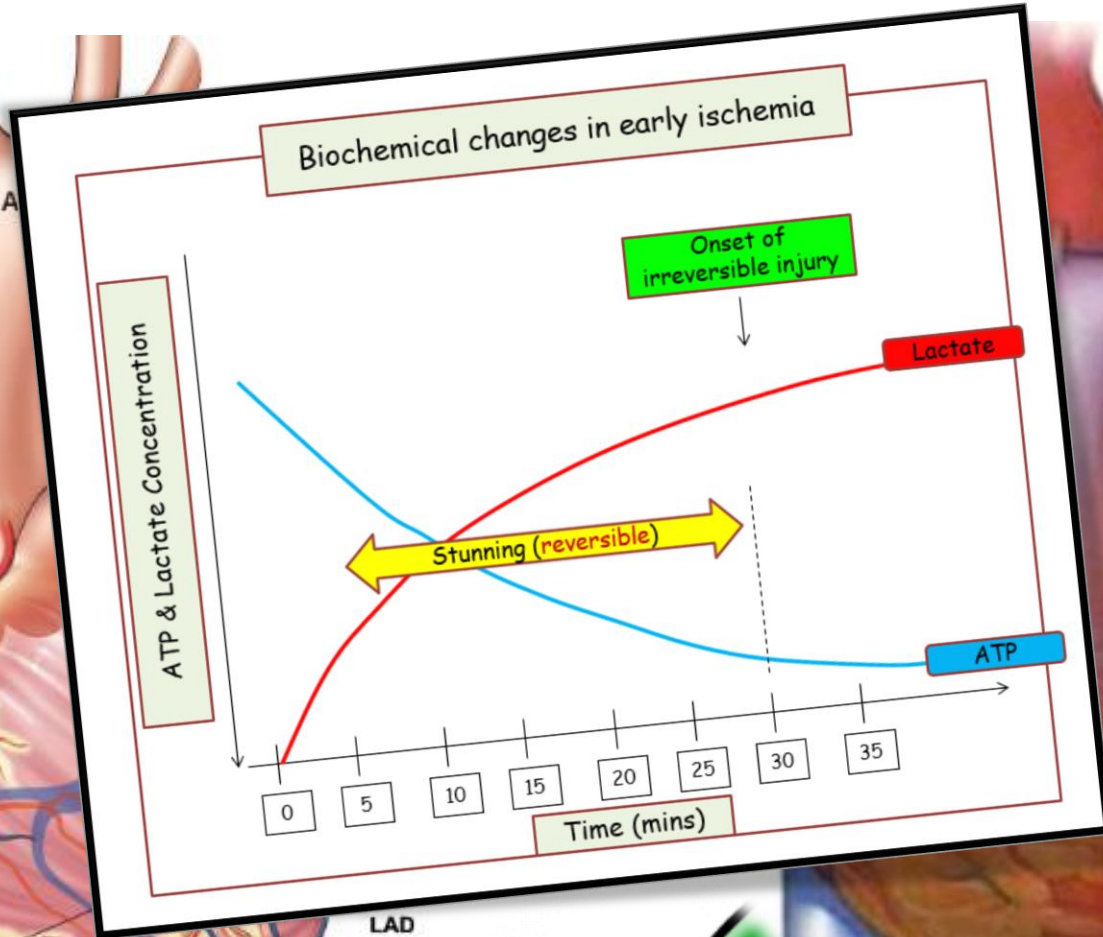 Biochemical changes in early ischemia
Onset of
irreversible injury
Lactate
ATP & Lactate Concentration
Stunning (reversible)
ATP
0
5
10
15
20
25
30
35
Time (mins)
A
LAD